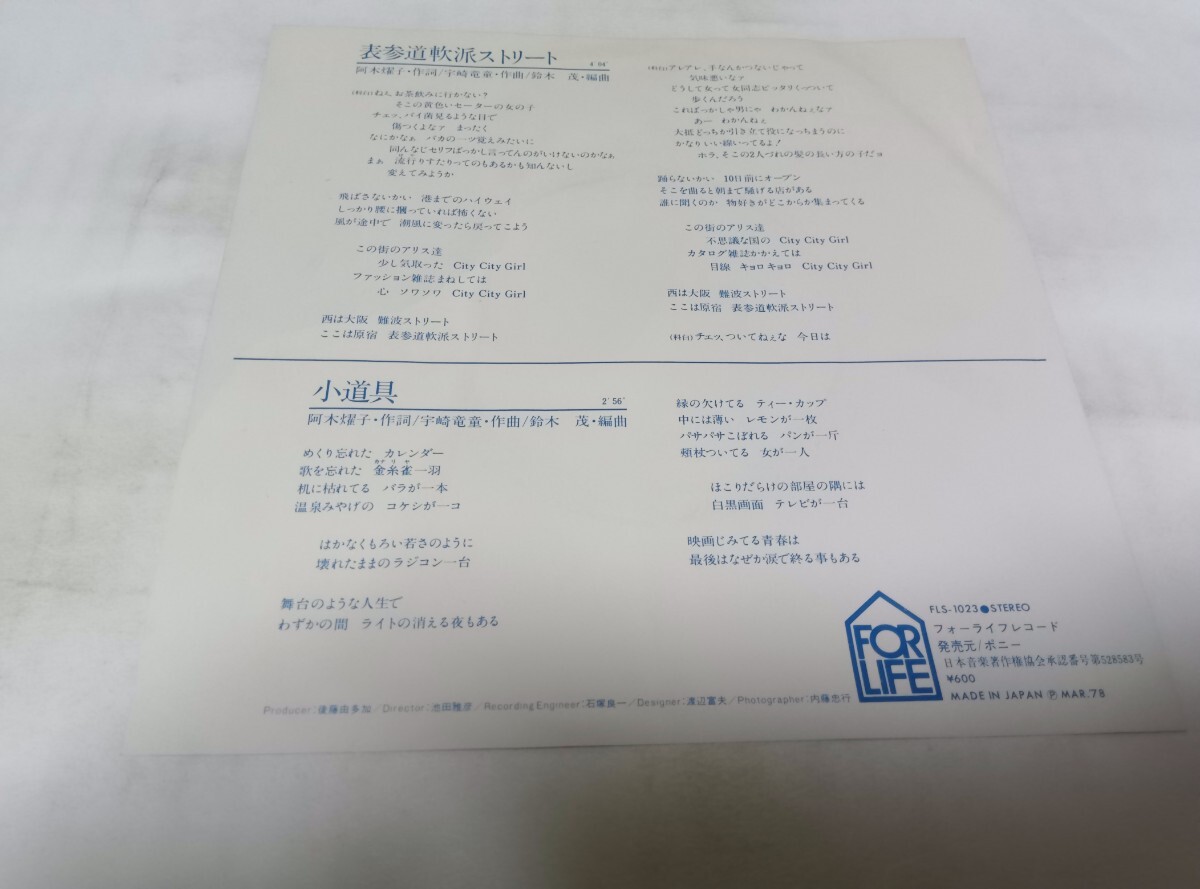 表参道軟派ストリート
4´04˝
阿木燿子・作詞/宇崎竜童・作曲/鈴木 茂・編曲
(料白)ねえ お茶飲みに行かない?
そこの黄色いセーターの女の子
チェッ、バイ菌見るような目で
傷つくよなァ まったく
なにかなぁ バカの一ツ覚えみたいに
同んなじセリフばっかし言ってんのがいけないのかなぁ
まぁ 流行りすたりってのもあるかも知んないし
変えてみようか
飛ばさないかい 港までのハイウェイ
しっかり腰に摑っていれば怖くない
風が途中で 潮風に変ったら戻ってこよう
この街のアリス達
少し気取った City City Girl
ファッション雑誌まねしては
心・ソワソワ City City Girl
西は大阪 難波ストリート
ここは原宿 表参道軟派ストリート
(料白)アレアレ、手なんかつないじゃって
気味悪いなァ
どうして女って女同志ピッタリくっついて
歩くんだろう
こればっかしゃ男にゃ わかんねぇなァ
あー わかんねぇ
大抵どっちか引き立て役になっちまうのに
かなりいい線いってるよ!
ホラ、そこの2人づれの髪の長い方の子だョ
踊らないかい 10日前にオープン
そこを曲ると朝まで騒げる店がある
誰に聞くのか 物好きがどこからか集まってくる
この街のアリス達
不思議な国の City City Girl
カタログ雑誌かかえては
目線 キョロキョロ City City Girl
西は大阪 難波ストリート
ここは原宿 表参道軟派ストリート
(料白)チェッ、ついてねぇな 今日は
小道具
2´56˝
阿木燿子・作詞/宇崎竜童・作曲/鈴木 茂・編曲
めくり忘れた カレンダー
カナリヤ
歌を忘れた 金糸雀一羽
机に枯れてる バラが一本
温泉みやげの コケシが一コ
はかなくもろい若さのように
壊れたままのラジコン一台
舞台のような人生で
わずかの間 ライトの消える夜もある
縁の欠けてる ティー・カップ
中には薄い レモンが一枚
パサパサこぼれる パンが一斤
頬杖ついてる 女が一人
ほこりだらけの部屋の隅には
白黒画面 テレビが一台
映画じみてる青春は
最後はなぜか涙で終る事もある
FOR
LIFE
FLS-1023●STEREO
フォーライフレコード
発売元/ポニー
日本音楽著作権協会承認番号第528583号
¥600
MADE IN JAPAN Ⓟ MAR.'78
Producer:後藤由多加/Director:池田雅彦/Recording Engineer:石塚良一/Designer:渡辺富夫/Photographer:内藤忠行